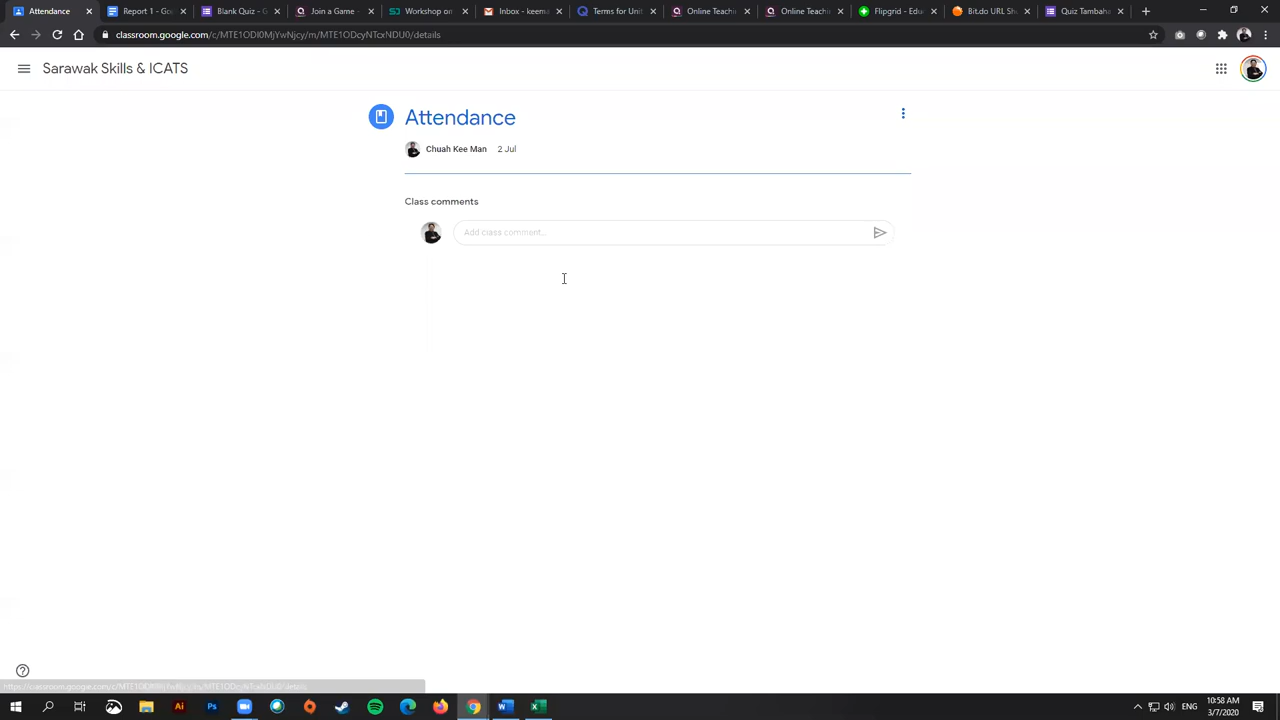 Attendance
Report 1 - Go
Blank Quiz - G
Join a Game -
Inbox - keem
Terms for Unit
Online Teachi
Online Teachi
Flipgrid - Edu
Bit.do URL Sh
Quiz Tambaha
classroom.google.com/c/MTE1ODI0MjYwNjcy/m/MTE1ODcyNTcxNDU0/details
Sarawak Skills & ICATS
Attendance
Chuah Kee Man 2 Jul
Class comments
Add class comment...
ENG
10:58 AM
3/7/2020